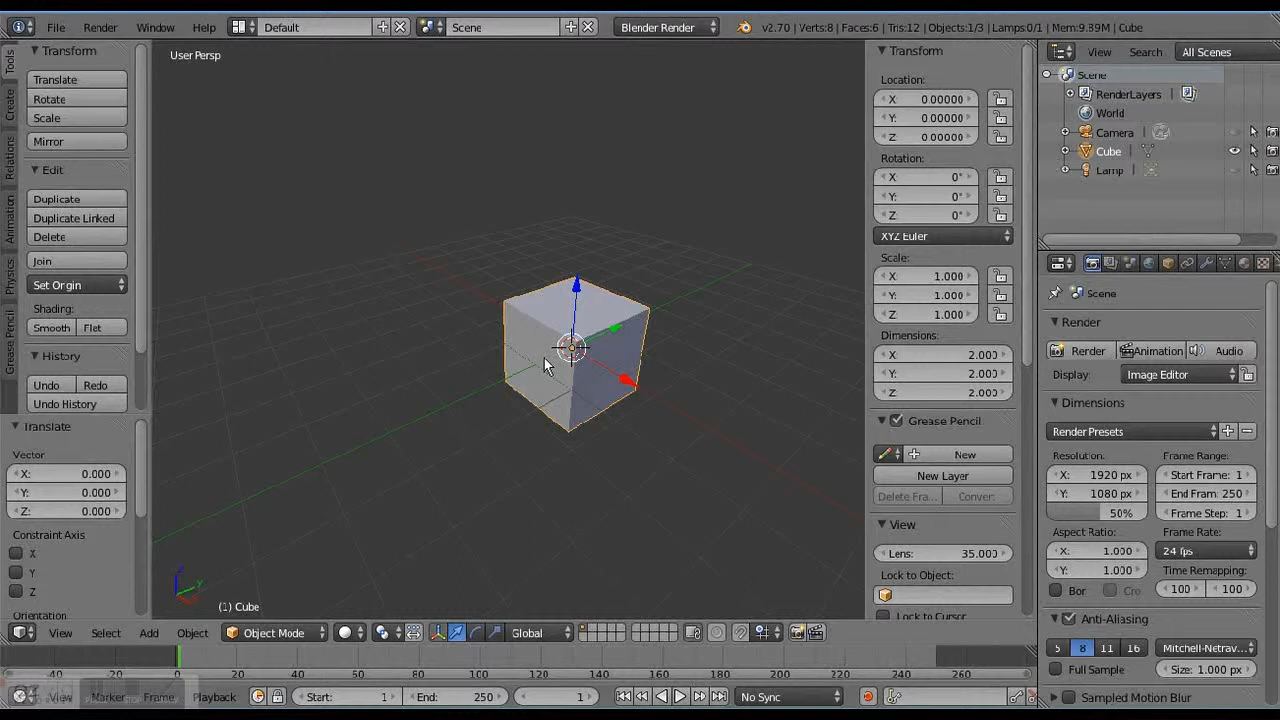 File Render Window Help Default Scene Blender Render v2.70 | Verts:8 | Faces:6 | Tris:12 | Objects:1/3 | Lamps:0/1 | Mem:9.89M | Cube
Tools
Create
Relations
Animation
Physics
Grease Pencil
Transform
Translate
Rotate
Scale
Mirror
Edit
Duplicate
Duplicate Linked
Delete
Join
Set Origin
Shading:
Smooth Flat
History
Undo Redo
Undo History
Translate
Vector
X: 0.000
Y: 0.000
Z: 0.000
Constraint Axis
X
Y
Z
Orientation
User Persp
(1) Cube
Transform
Location:
X: 0.00000
Y: 0.00000
Z: 0.00000
Rotation:
X: 0°
Y: 0°
Z: 0°
XYZ Euler
Scale:
X: 1.000
Y: 1.000
Z: 1.000
Dimensions:
X: 2.000
Y: 2.000
Z: 2.000
Grease Pencil
New
New Layer
Delete Fra... Conver
View
Lens: 35.000
Lock to Object:
Lock to Cursor
View Search All Scenes
Scene
RenderLayers
World
Camera
Cube
Lamp
Scene
Render
Render Animation Audio
Display: Image Editor
Dimensions
Render Presets
Resolution: Frame Range:
X: 1920 px Start Frame: 1
Y: 1080 px End Fram: 250
50% Frame Step: 1
Aspect Ratio: Frame Rate:
X: 1.000 24 fps
Y: 1.000 Time Remapping:
Bor Cro 100 100
Anti-Aliasing
5 8 11 16 Mitchell-Netrav...
Full Sample Size: 1.000 px
Sampled Motion Blur
View Select Add Object Object Mode Global
-40 -20 0 20 40 60 80 100 120 140 160 180 200 220 240 260
View Marker Frame Playback Start: 1 End: 250 1 No Sync